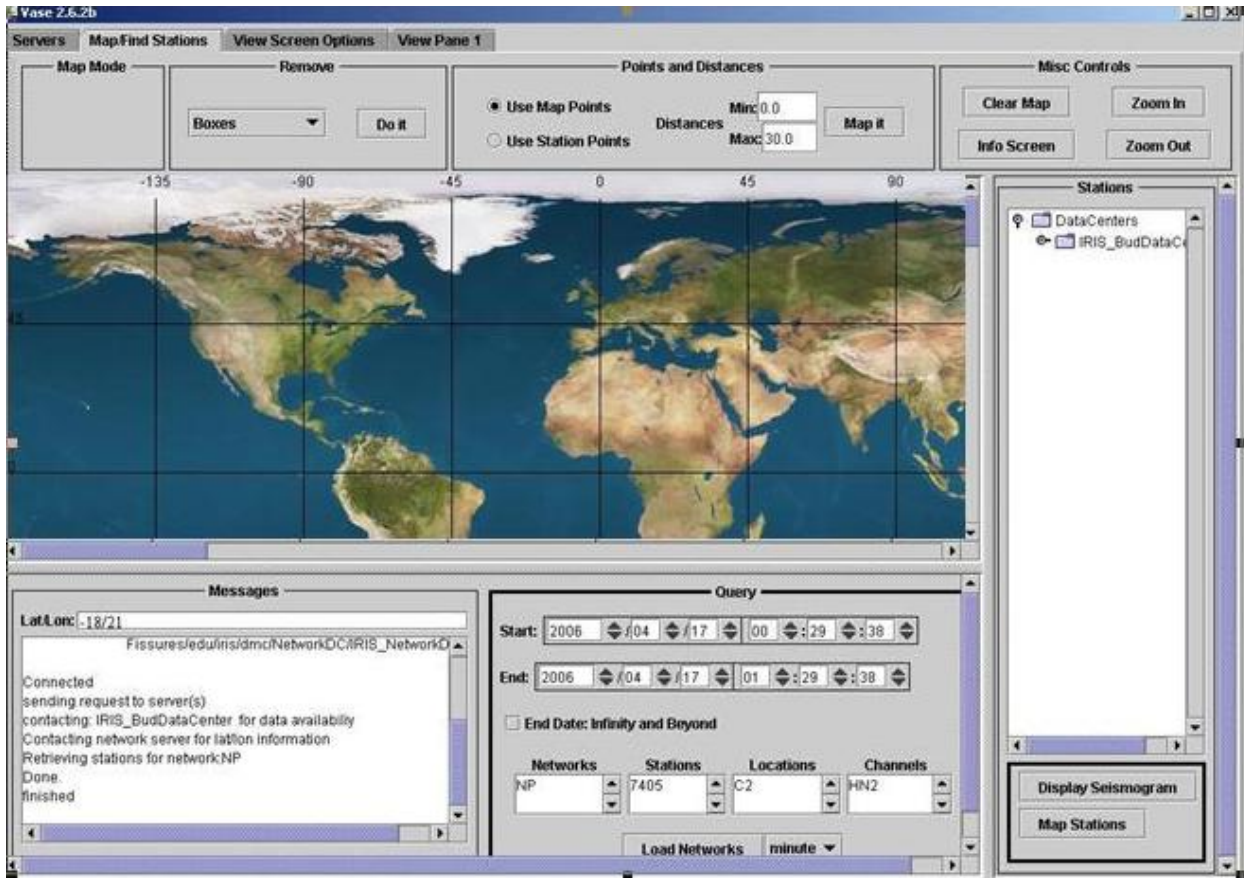 Vase 2.6.2b
Servers Map/Find Stations View Screen Options View Pane 1
Map Mode
Remove
Boxes Do it
Points and Distances
Use Map Points
Use Station Points
Distances
Min: 0.0
Max: 30.0
Map it
Misc Controls
Clear Map Zoom In
Info Screen Zoom Out
-135 -90 -45 0 45 90
45
0
Stations
DataCenters
IRIS_BudDataCe
Messages
Lat/Lon: -18/21
Fissures/edu/iris/dmc/NetworkDC/IRIS_NetworkD
Connected
sending request to server(s)
contacting: IRIS_BudDataCenter for data availability
Contacting network server for lat/lon information
Retrieving stations for network:NP
Done.
finished
Query
Start: 2006 / 04 / 17 00 : 29 : 38
End: 2006 / 04 / 17 01 : 29 : 38
End Date: Infinity and Beyond
Networks Stations Locations Channels
NP 7405 C2 HN2
Load Networks minute
Display Seismogram
Map Stations